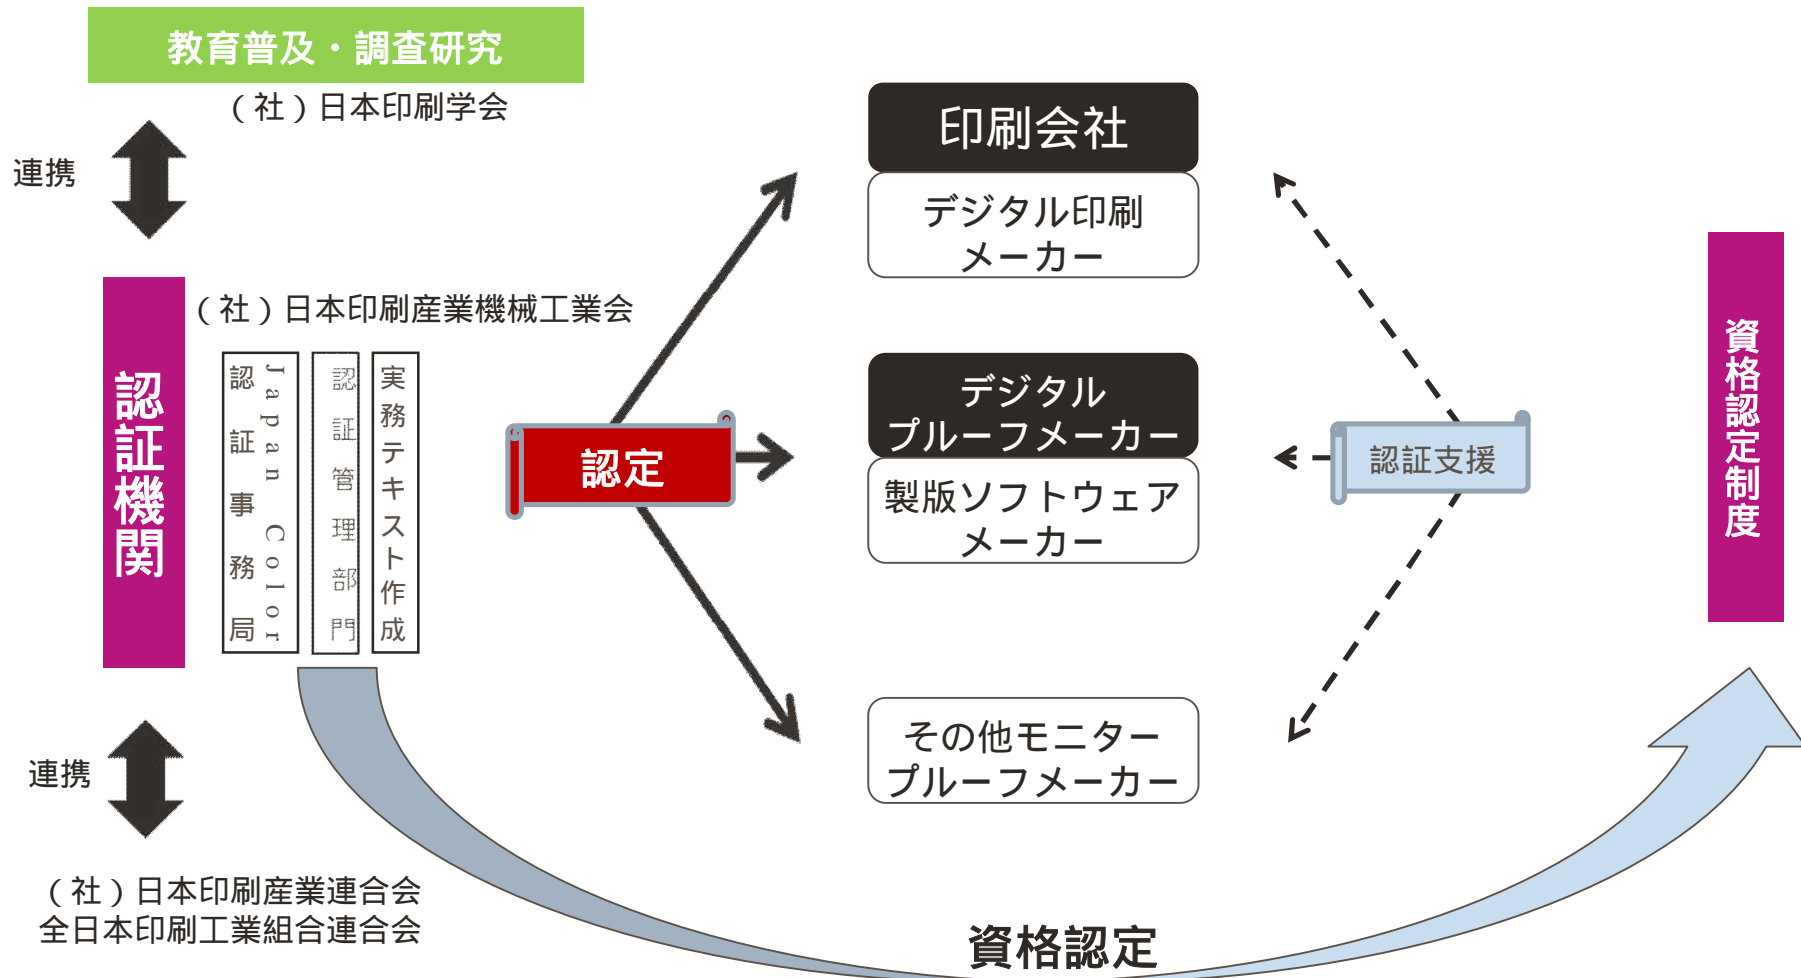 教育普及・調査研究
（社）日本印刷学会
連携
認証機関
（社）日本印刷産業機械工業会
Japan Color
認証事務局
認証管理部門
実務テキスト作成
連携
（社）日本印刷産業連合会
全日本印刷工業組合連合会
認定
印刷会社
デジタル印刷
メーカー
デジタル
プルーフメーカー
製版ソフトウェア
メーカー
その他モニター
プルーフメーカー
認証支援
資格認定制度
資格認定